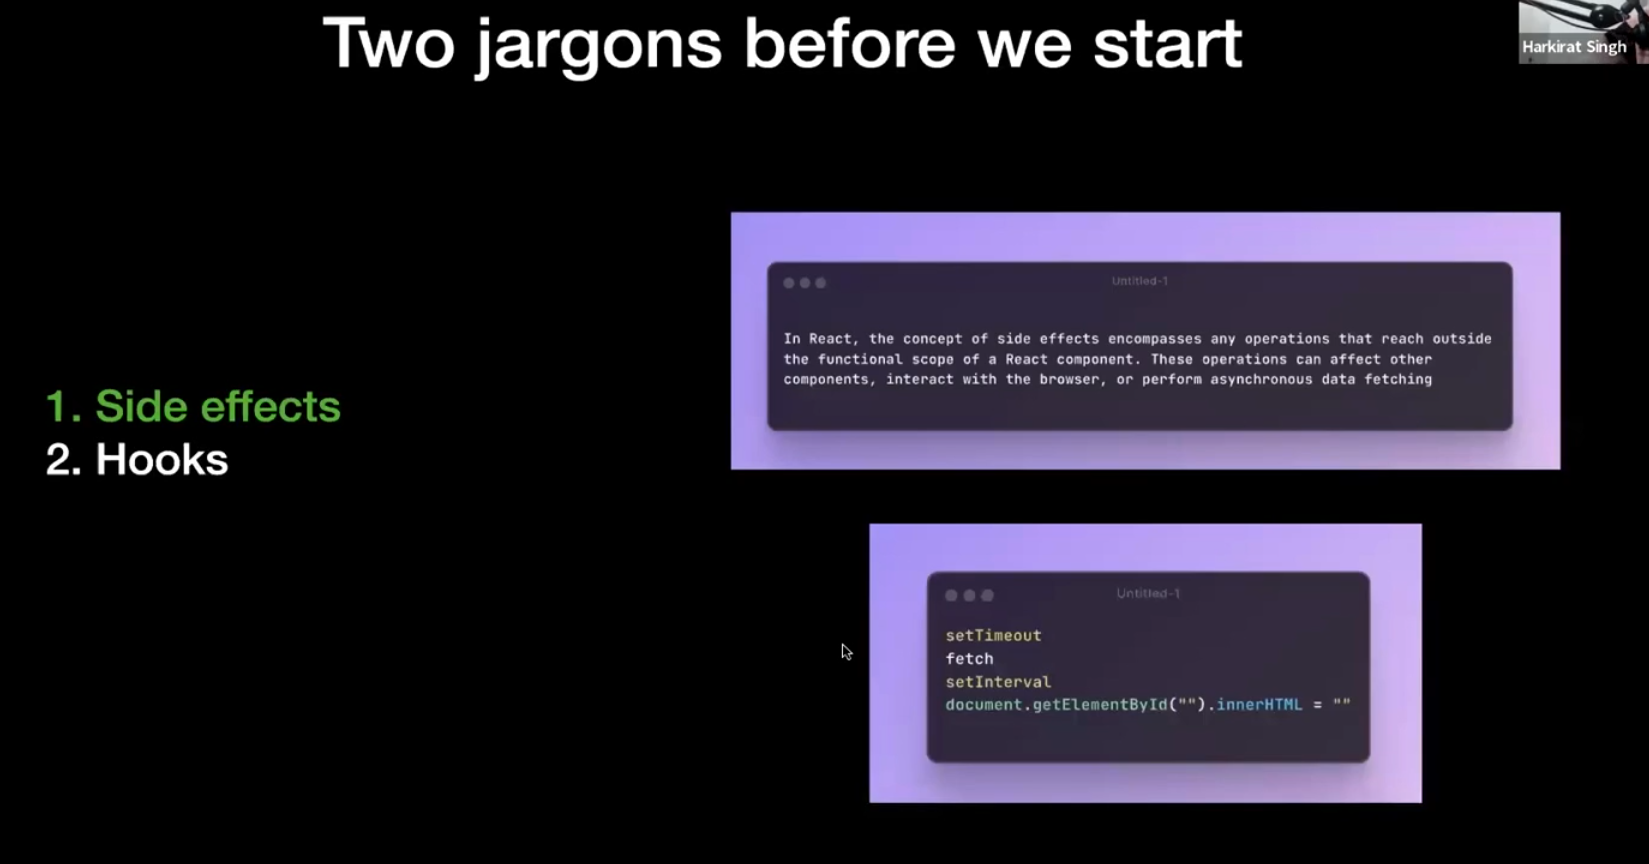 Two jargons before we start
Harkirat Singh
1. Side effects
2. Hooks
Untitled-1
In React, the concept of side effects encompasses any operations that reach outside
the functional scope of a React component. These operations can affect other
components, interact with the browser, or perform asynchronous data fetching
Untitled-1
setTimeout
fetch
setInterval
document.getElementById("").innerHTML = ""